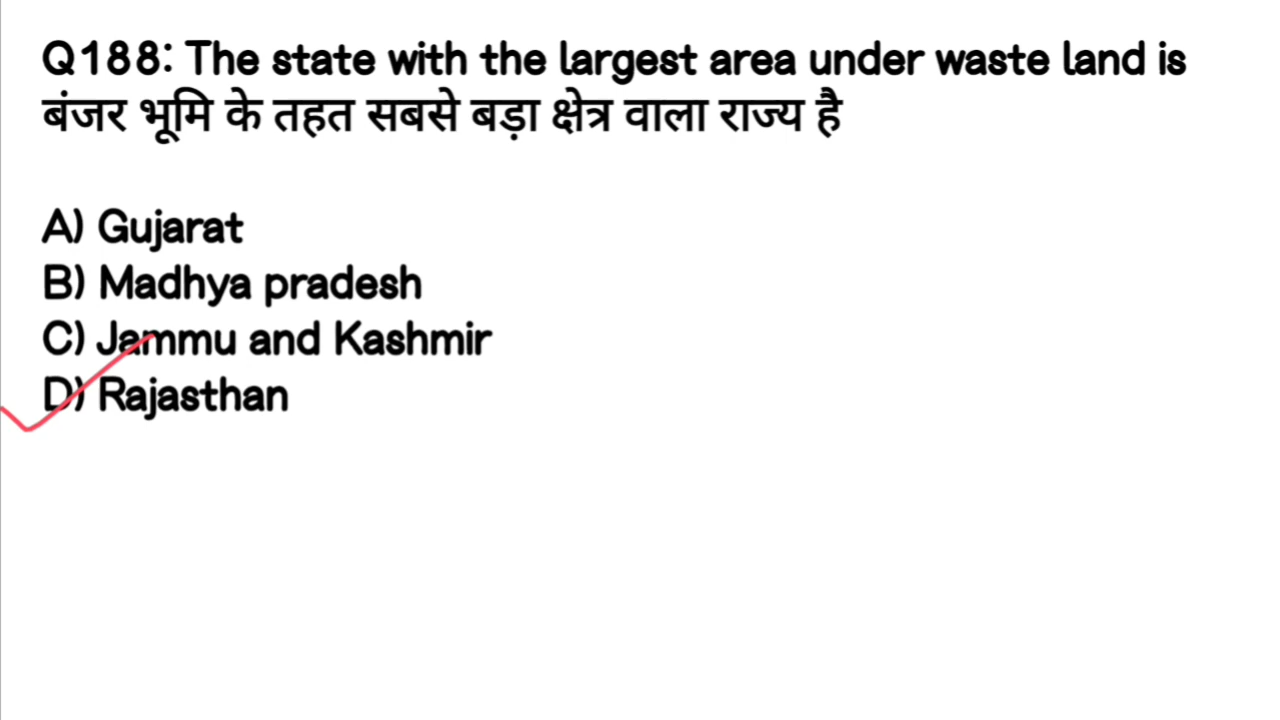 Q188: The state with the largest area under waste land is
बंजर भूमि के तहत सबसे बड़ा क्षेत्र वाला राज्य है
A) Gujarat
B) Madhya pradesh
C) Jammu and Kashmir
D) Rajasthan